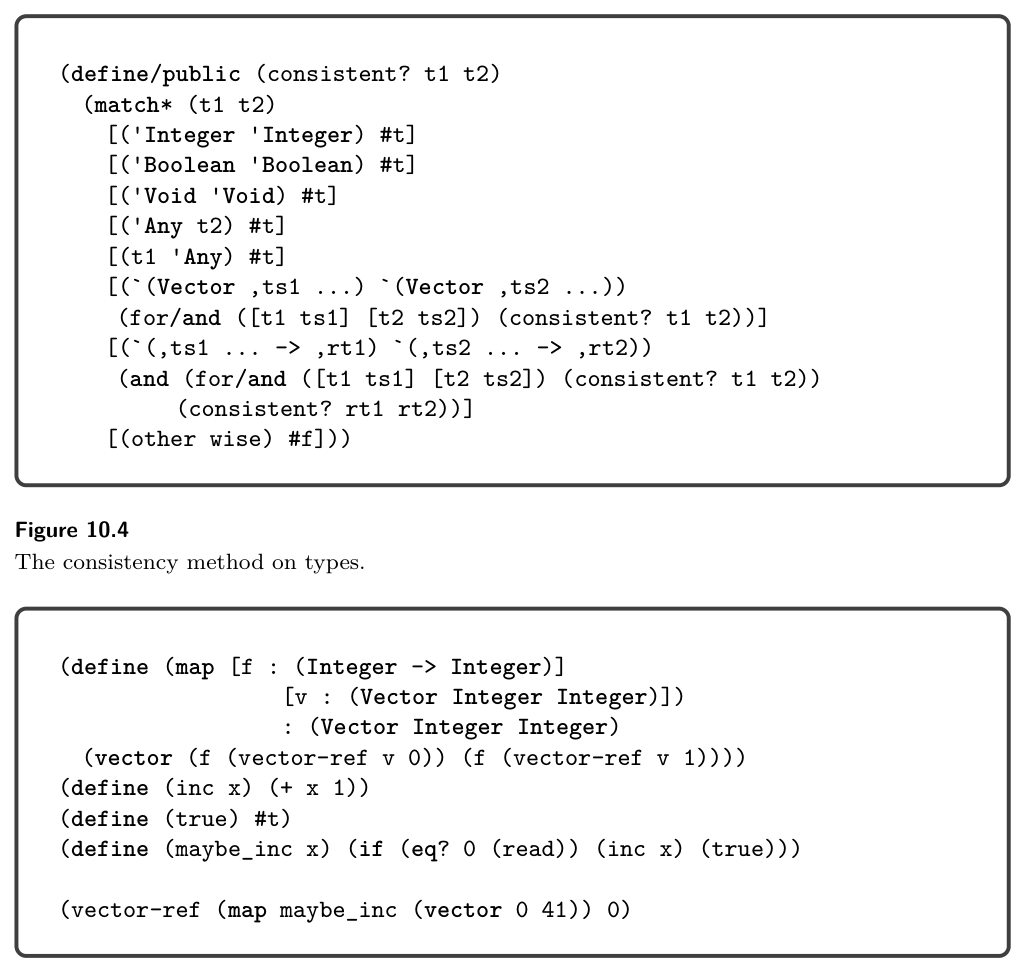 (define/public (consistent? t1 t2)
  (match* (t1 t2)
    [('Integer 'Integer) #t]
    [('Boolean 'Boolean) #t]
    [('Void 'Void) #t]
    [('Any t2) #t]
    [(t1 'Any) #t]
    [(`(Vector ,ts1 ...) `(Vector ,ts2 ...))
     (for/and ([t1 ts1] [t2 ts2]) (consistent? t1 t2))]
    [(`(,ts1 ... -> ,rt1) `(,ts2 ... -> ,rt2))
     (and (for/and ([t1 ts1] [t2 ts2]) (consistent? t1 t2))
          (consistent? rt1 rt2))]
    [(other wise) #f]))
Figure 10.4
The consistency method on types.
(define (map [f : (Integer -> Integer)]
                   [v : (Vector Integer Integer)])
                   : (Vector Integer Integer)
  (vector (f (vector-ref v 0)) (f (vector-ref v 1))))
(define (inc x) (+ x 1))
(define (true) #t)
(define (maybe_inc x) (if (eq? 0 (read)) (inc x) (true)))
(vector-ref (map maybe_inc (vector 0 41)) 0)